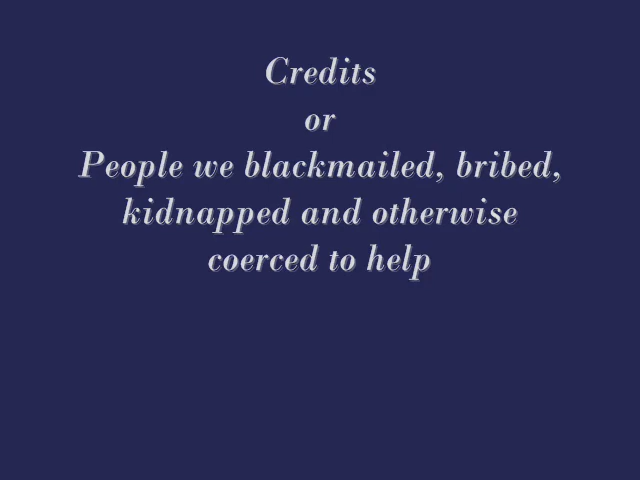 Credits
or
People we blackmailed, bribed,
kidnapped and otherwise
coerced to help